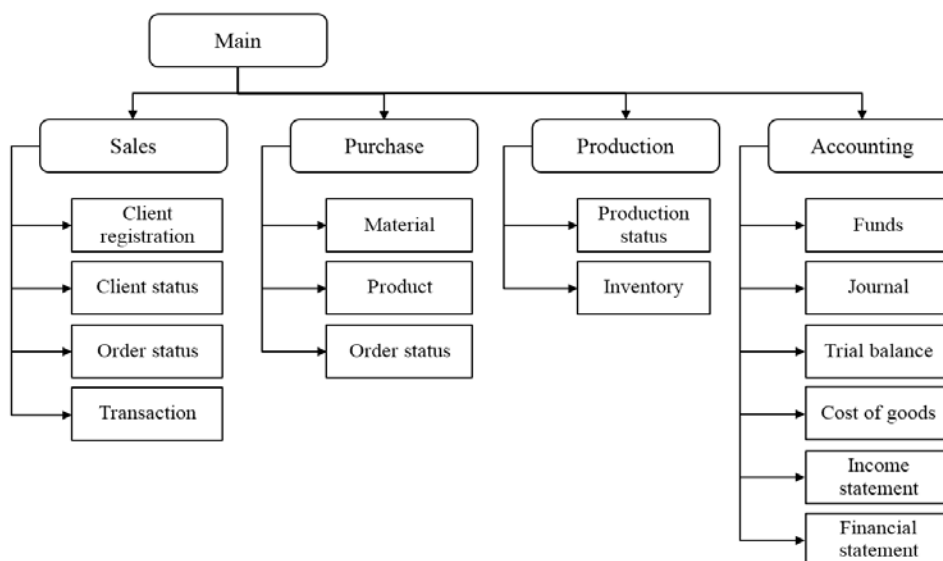 Main
Sales
Purchase
Production
Accounting
Client
registration
Client status
Order status
Transaction
Material
Product
Order status
Production
status
Inventory
Funds
Journal
Trial balance
Cost of goods
Income
statement
Financial
statement